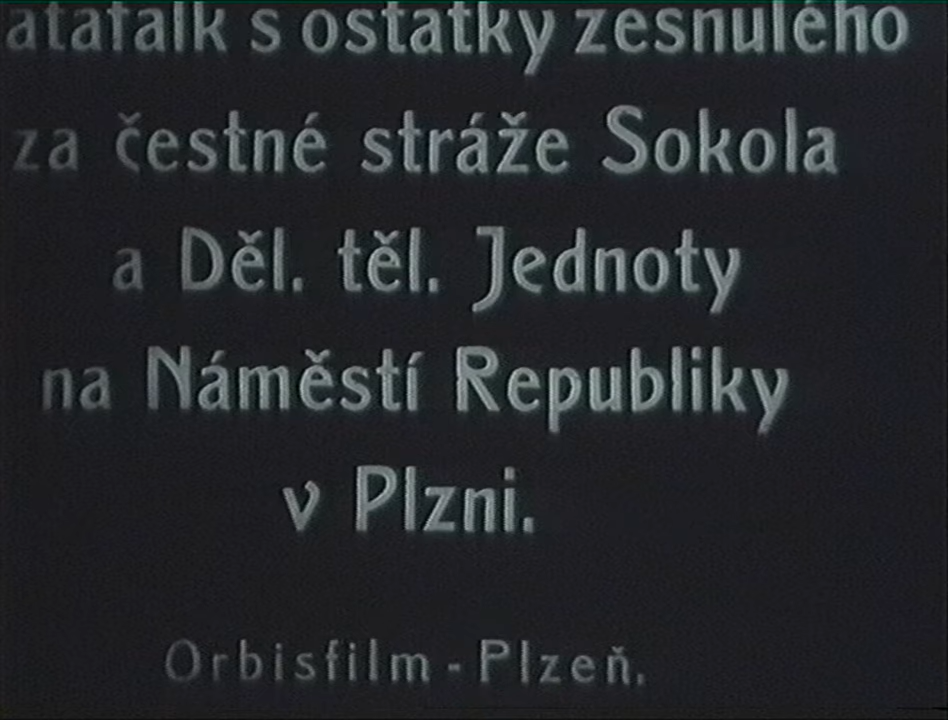 atafalk s ostatky zesnulého
za čestné stráže Sokola
a Děl. těl. Jednoty
na Náměstí Republiky
v Plzni.
Orbisfilm - Plzeň.